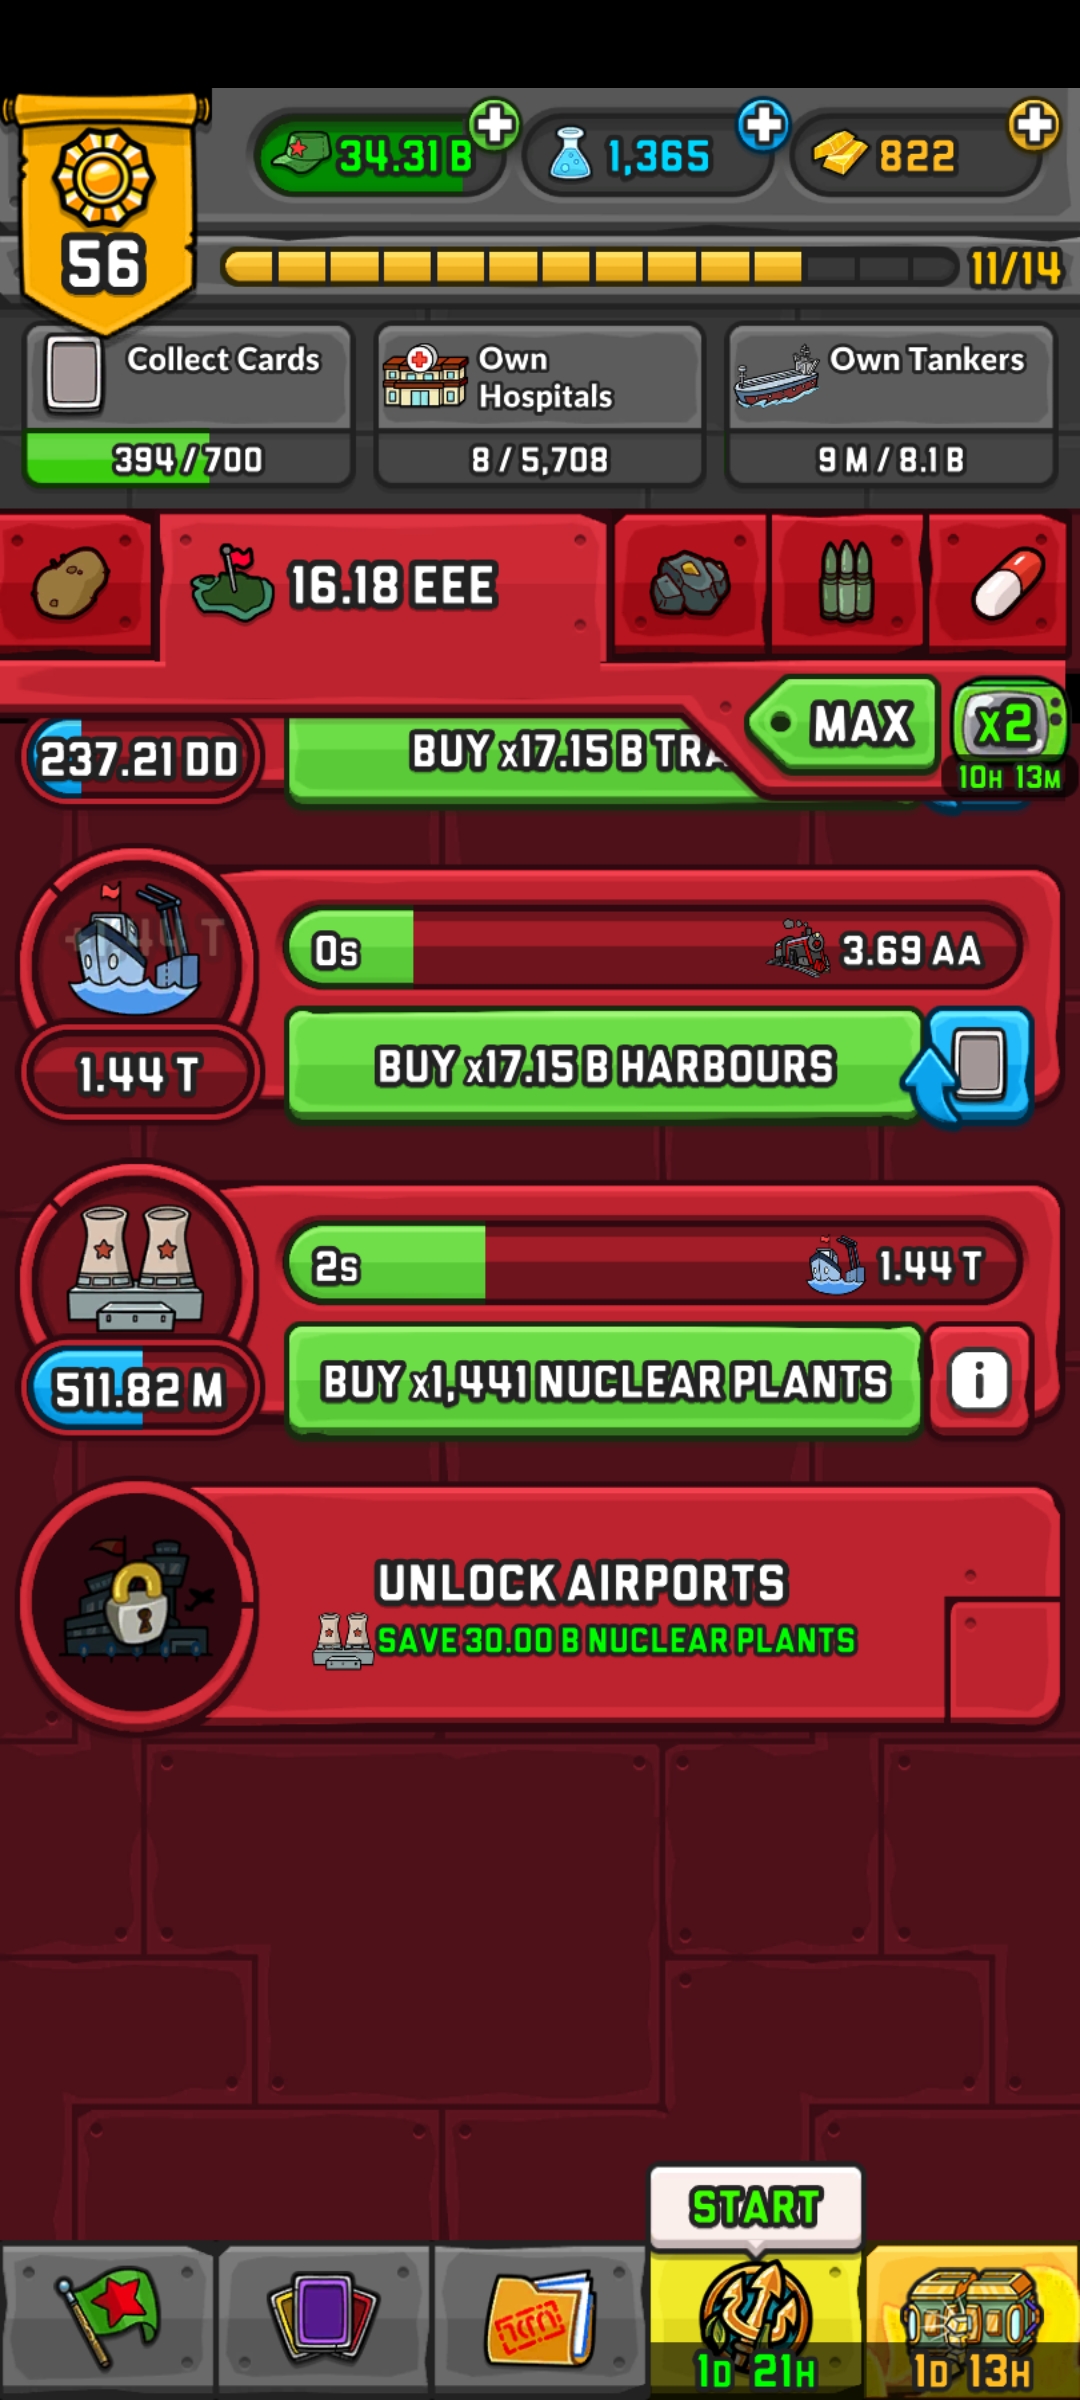 34.31 B
1,365
822
56
11/14
Collect Cards
394/700
Own
Hospitals
8/5,708
Own Tankers
9 M/8.1 B
16.18 EEE
MAX
x2
10H 13M
237.21 DD
BUY x17.15 B TRA
+1.44 T
0s
3.69 AA
1.44 T
BUY x17.15 B HARBOURS
2s
1.44 T
511.82 M
BUY x1,441 NUCLEAR PLANTS
i
UNLOCK AIRPORTS
SAVE 30.00 B NUCLEAR PLANTS
START
1D 21H
1D 13H